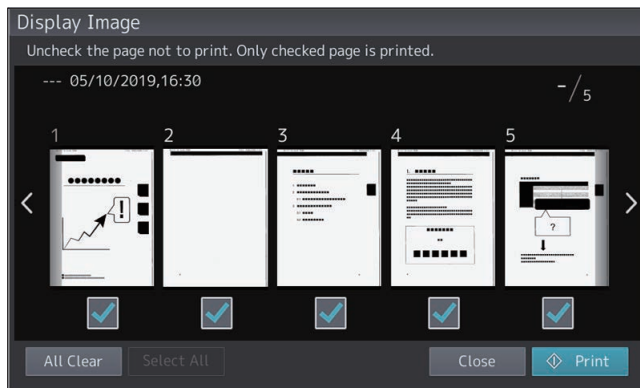 Display Image
Uncheck the page not to print. Only checked page is printed.
--- 05/10/2019,16:30
-/5
1 2 3 4 5
!
1.
?
All Clear Select All Close Print